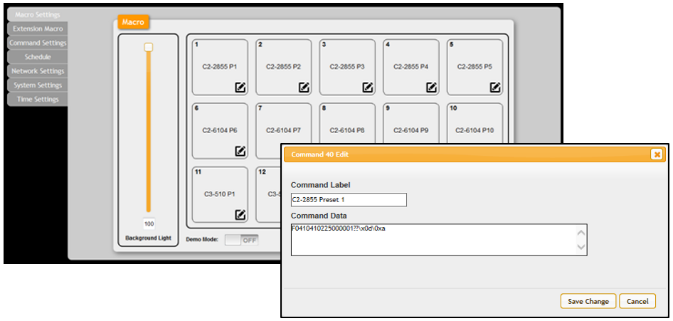 Macro Settings
Extension Macro
Command Settings
Schedule
Network Settings
System Settings
Time Settings
Macro
1 2 3 4 5
C2-2855 P1 C2-2855 P2 C2-2855 P3 C2-2855 P4 C2-2855 P5
6 7 8 9 10
C2-6104 P6 C2-6104 P7 C2-6104 P8 C2-6104 P9 C2-6104 P10
11 12
C3-510 P1 C3-5
100
Background Light
Demo Mode: OFF
Command 40 Edit
Command Label
C2-2855 Preset 1
Command Data
F0410410225000001??\x0d\0xa
Save Change Cancel